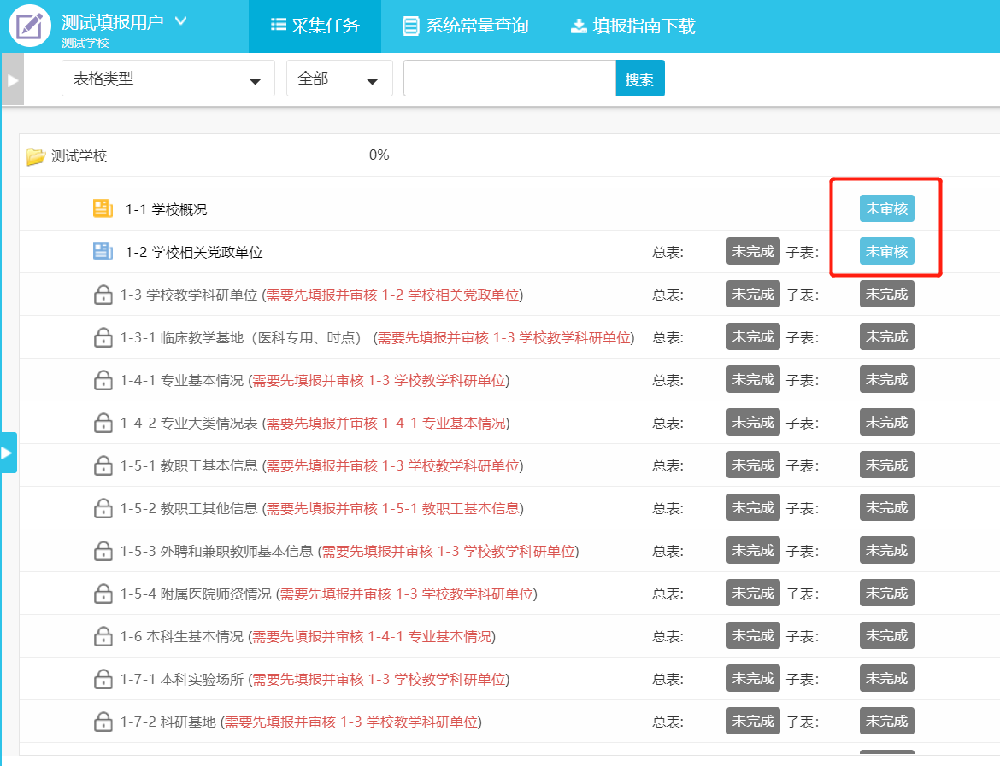 测试填报用户
测试学校
采集任务 系统常量查询 填报指南下载
表格类型 全部 搜索
测试学校 0%
1-1 学校概况 未审核
1-2 学校相关党政单位 总表: 未完成 子表: 未审核
1-3 学校教学科研单位 (需要先填报并审核 1-2 学校相关党政单位) 总表: 未完成 子表: 未完成
1-3-1 临床教学基地（医科专用、时点） (需要先填报并审核 1-3 学校教学科研单位) 总表: 未完成 子表: 未完成
1-4-1 专业基本情况 (需要先填报并审核 1-3 学校教学科研单位) 总表: 未完成 子表: 未完成
1-4-2 专业大类情况表 (需要先填报并审核 1-4-1 专业基本情况) 总表: 未完成 子表: 未完成
1-5-1 教职工基本信息 (需要先填报并审核 1-3 学校教学科研单位) 总表: 未完成 子表: 未完成
1-5-2 教职工其他信息 (需要先填报并审核 1-5-1 教职工基本信息) 总表: 未完成 子表: 未完成
1-5-3 外聘和兼职教师基本信息 (需要先填报并审核 1-3 学校教学科研单位) 总表: 未完成 子表: 未完成
1-5-4 附属医院师资情况 (需要先填报并审核 1-3 学校教学科研单位) 总表: 未完成 子表: 未完成
1-6 本科生基本情况 (需要先填报并审核 1-4-1 专业基本情况) 总表: 未完成 子表: 未完成
1-7-1 本科实验场所 (需要先填报并审核 1-3 学校教学科研单位) 总表: 未完成 子表: 未完成
1-7-2 科研基地 (需要先填报并审核 1-3 学校教学科研单位) 总表: 未完成 子表: 未完成